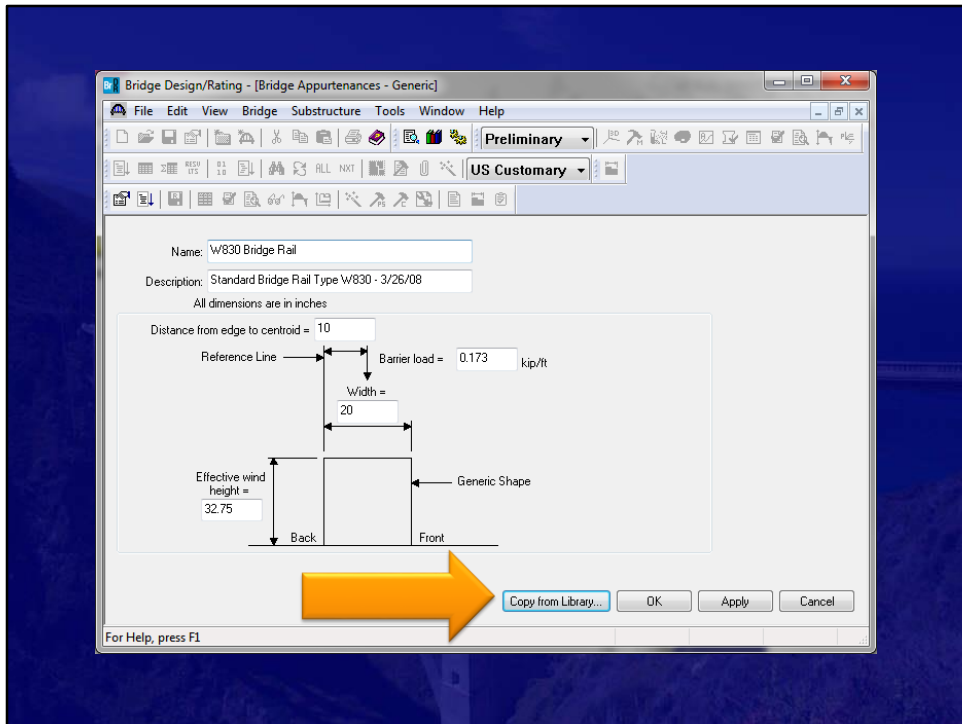 Bridge Design/Rating - [Bridge Appurtenances - Generic]
File Edit View Bridge Substructure Tools Window Help
Preliminary
ALL NXT US Customary
Name: W830 Bridge Rail
Description: Standard Bridge Rail Type W830 - 3/26/08
All dimensions are in inches
Distance from edge to centroid = 10
Reference Line Barrier load = 0.173 kip/ft
Width =
20
Effective wind
height =
Generic Shape
32.75
Back Front
Copy from Library... OK Apply Cancel
For Help, press F1